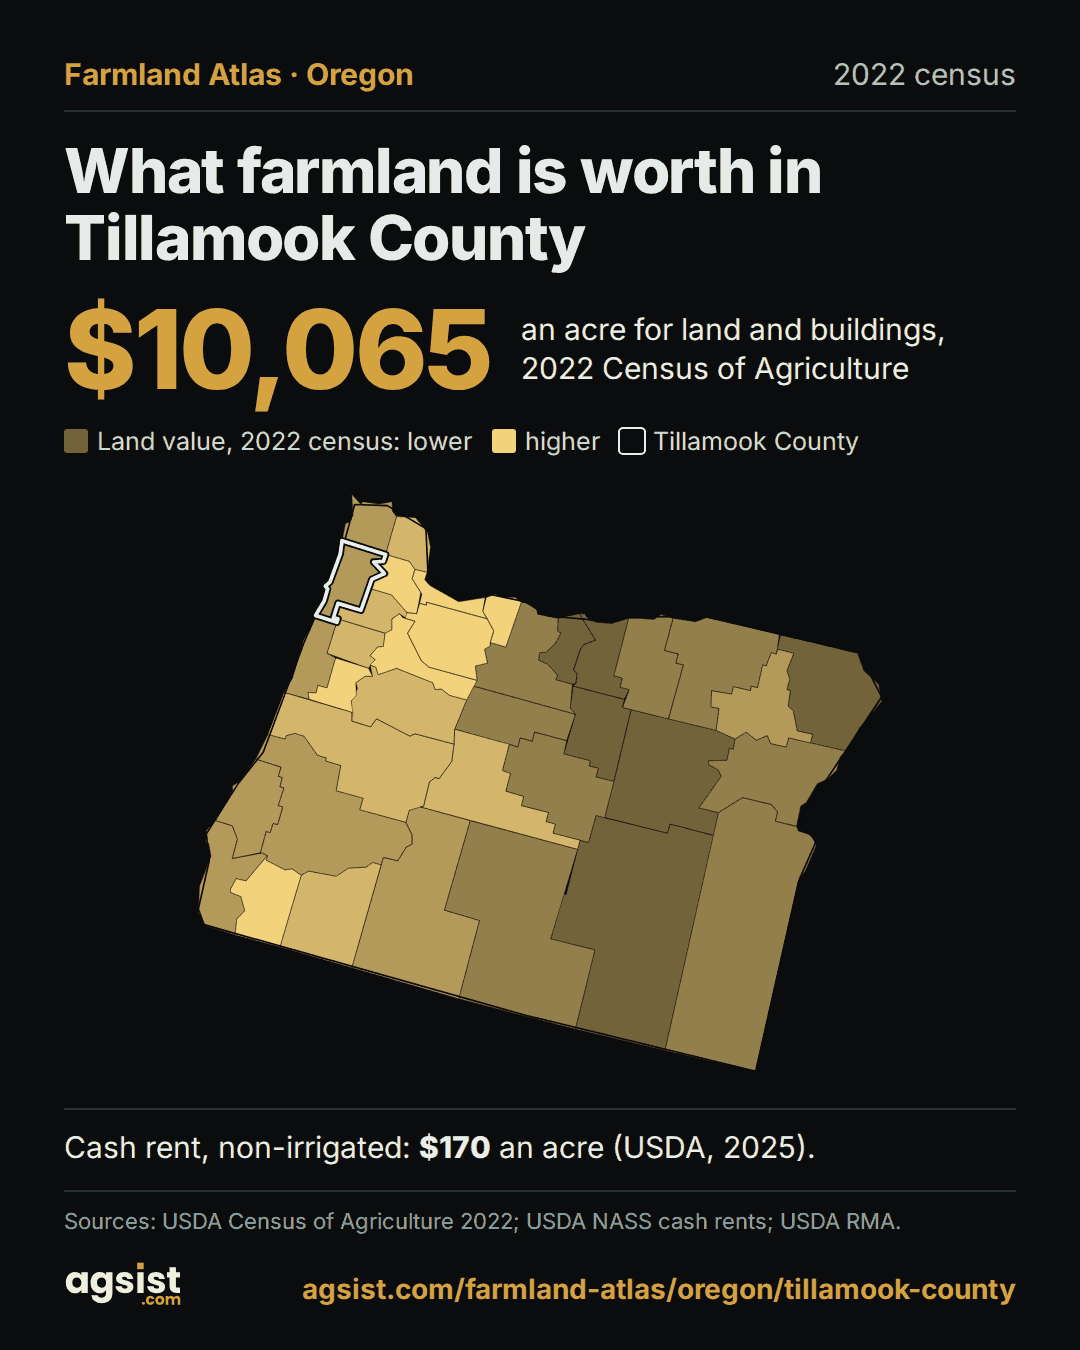 Farmland Atlas · Oregon
2022 census
What farmland is worth in
Tillamook County
$10,065
an acre for land and buildings,
2022 Census of Agriculture
Land value, 2022 census: lower
higher
Tillamook County
Cash rent, non-irrigated: $170 an acre (USDA, 2025).
Sources: USDA Census of Agriculture 2022; USDA NASS cash rents; USDA RMA.
agsist
.com
agsist.com/farmland-atlas/oregon/tillamook-county